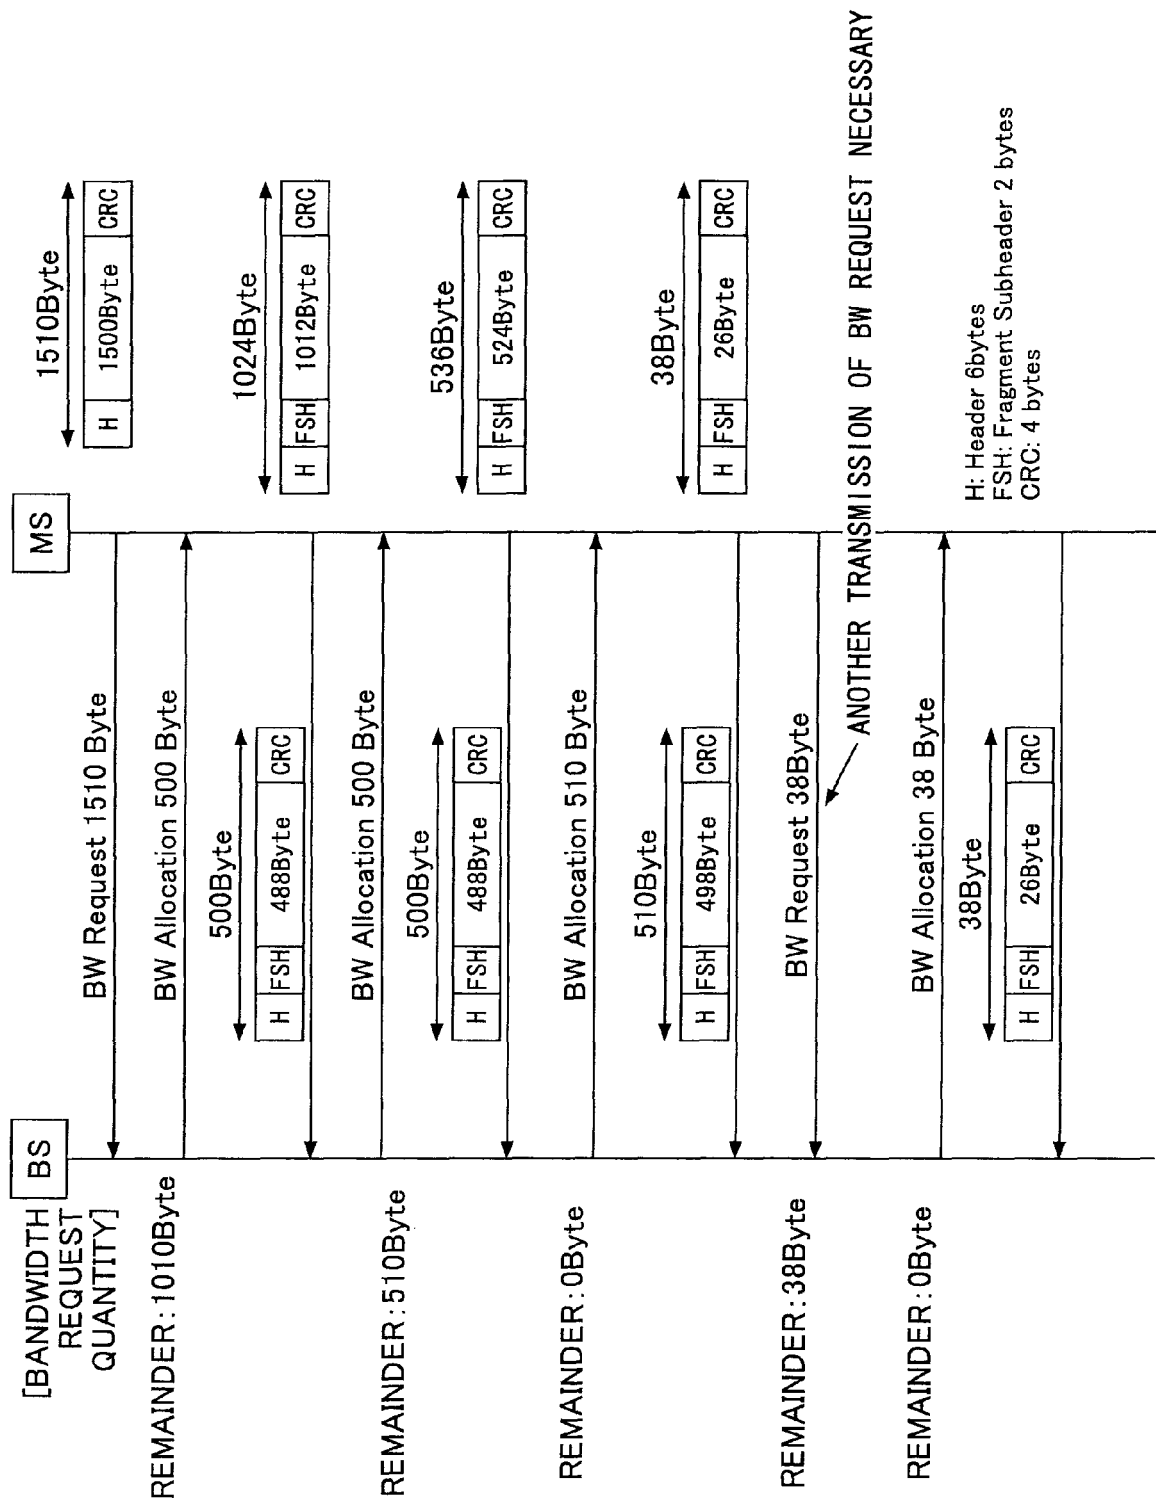 [BANDWIDTH
REQUEST
QUANTITY]
BS
MS
BW Request 1510 Byte
1510Byte
H 1500Byte CRC
REMAINDER:1010Byte
BW Allocation 500 Byte
500Byte
H FSH 488Byte CRC
1024Byte
H FSH 1012Byte CRC
REMAINDER:510Byte
BW Allocation 500 Byte
500Byte
H FSH 488Byte CRC
536Byte
H FSH 524Byte CRC
REMAINDER:0Byte
BW Allocation 510 Byte
510Byte
H FSH 498Byte CRC
38Byte
H FSH 26Byte CRC
REMAINDER:38Byte
BW Request 38Byte
ANOTHER TRANSMISSION OF BW REQUEST NECESSARY
REMAINDER:0Byte
BW Allocation 38 Byte
38Byte
H FSH 26Byte CRC
H: Header 6bytes
FSH: Fragment Subheader 2 bytes
CRC: 4 bytes